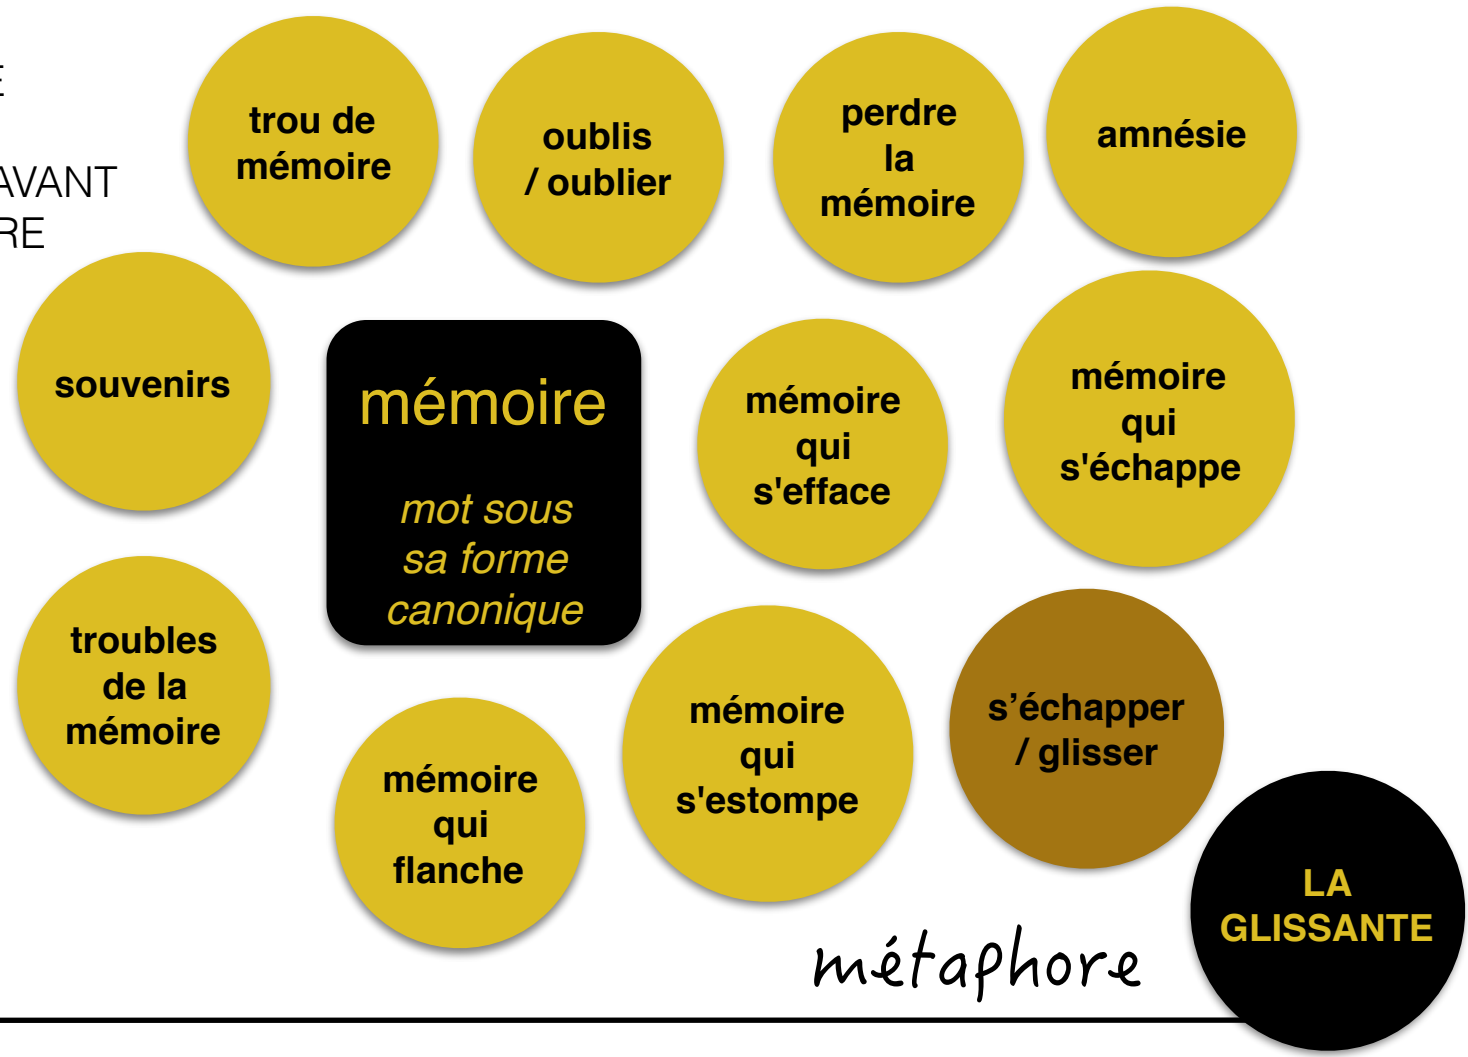 E
AVANT
RE
trou de
mémoire
oublis
/ oublier
perdre
la
mémoire
amnésie
souvenirs
mémoire
mot sous
sa forme
canonique
mémoire
qui
s'efface
mémoire
qui
s'échappe
troubles
de la
mémoire
mémoire
qui
flanche
mémoire
qui
s'estompe
s’échapper
/ glisser
LA
GLISSANTE
métaphore